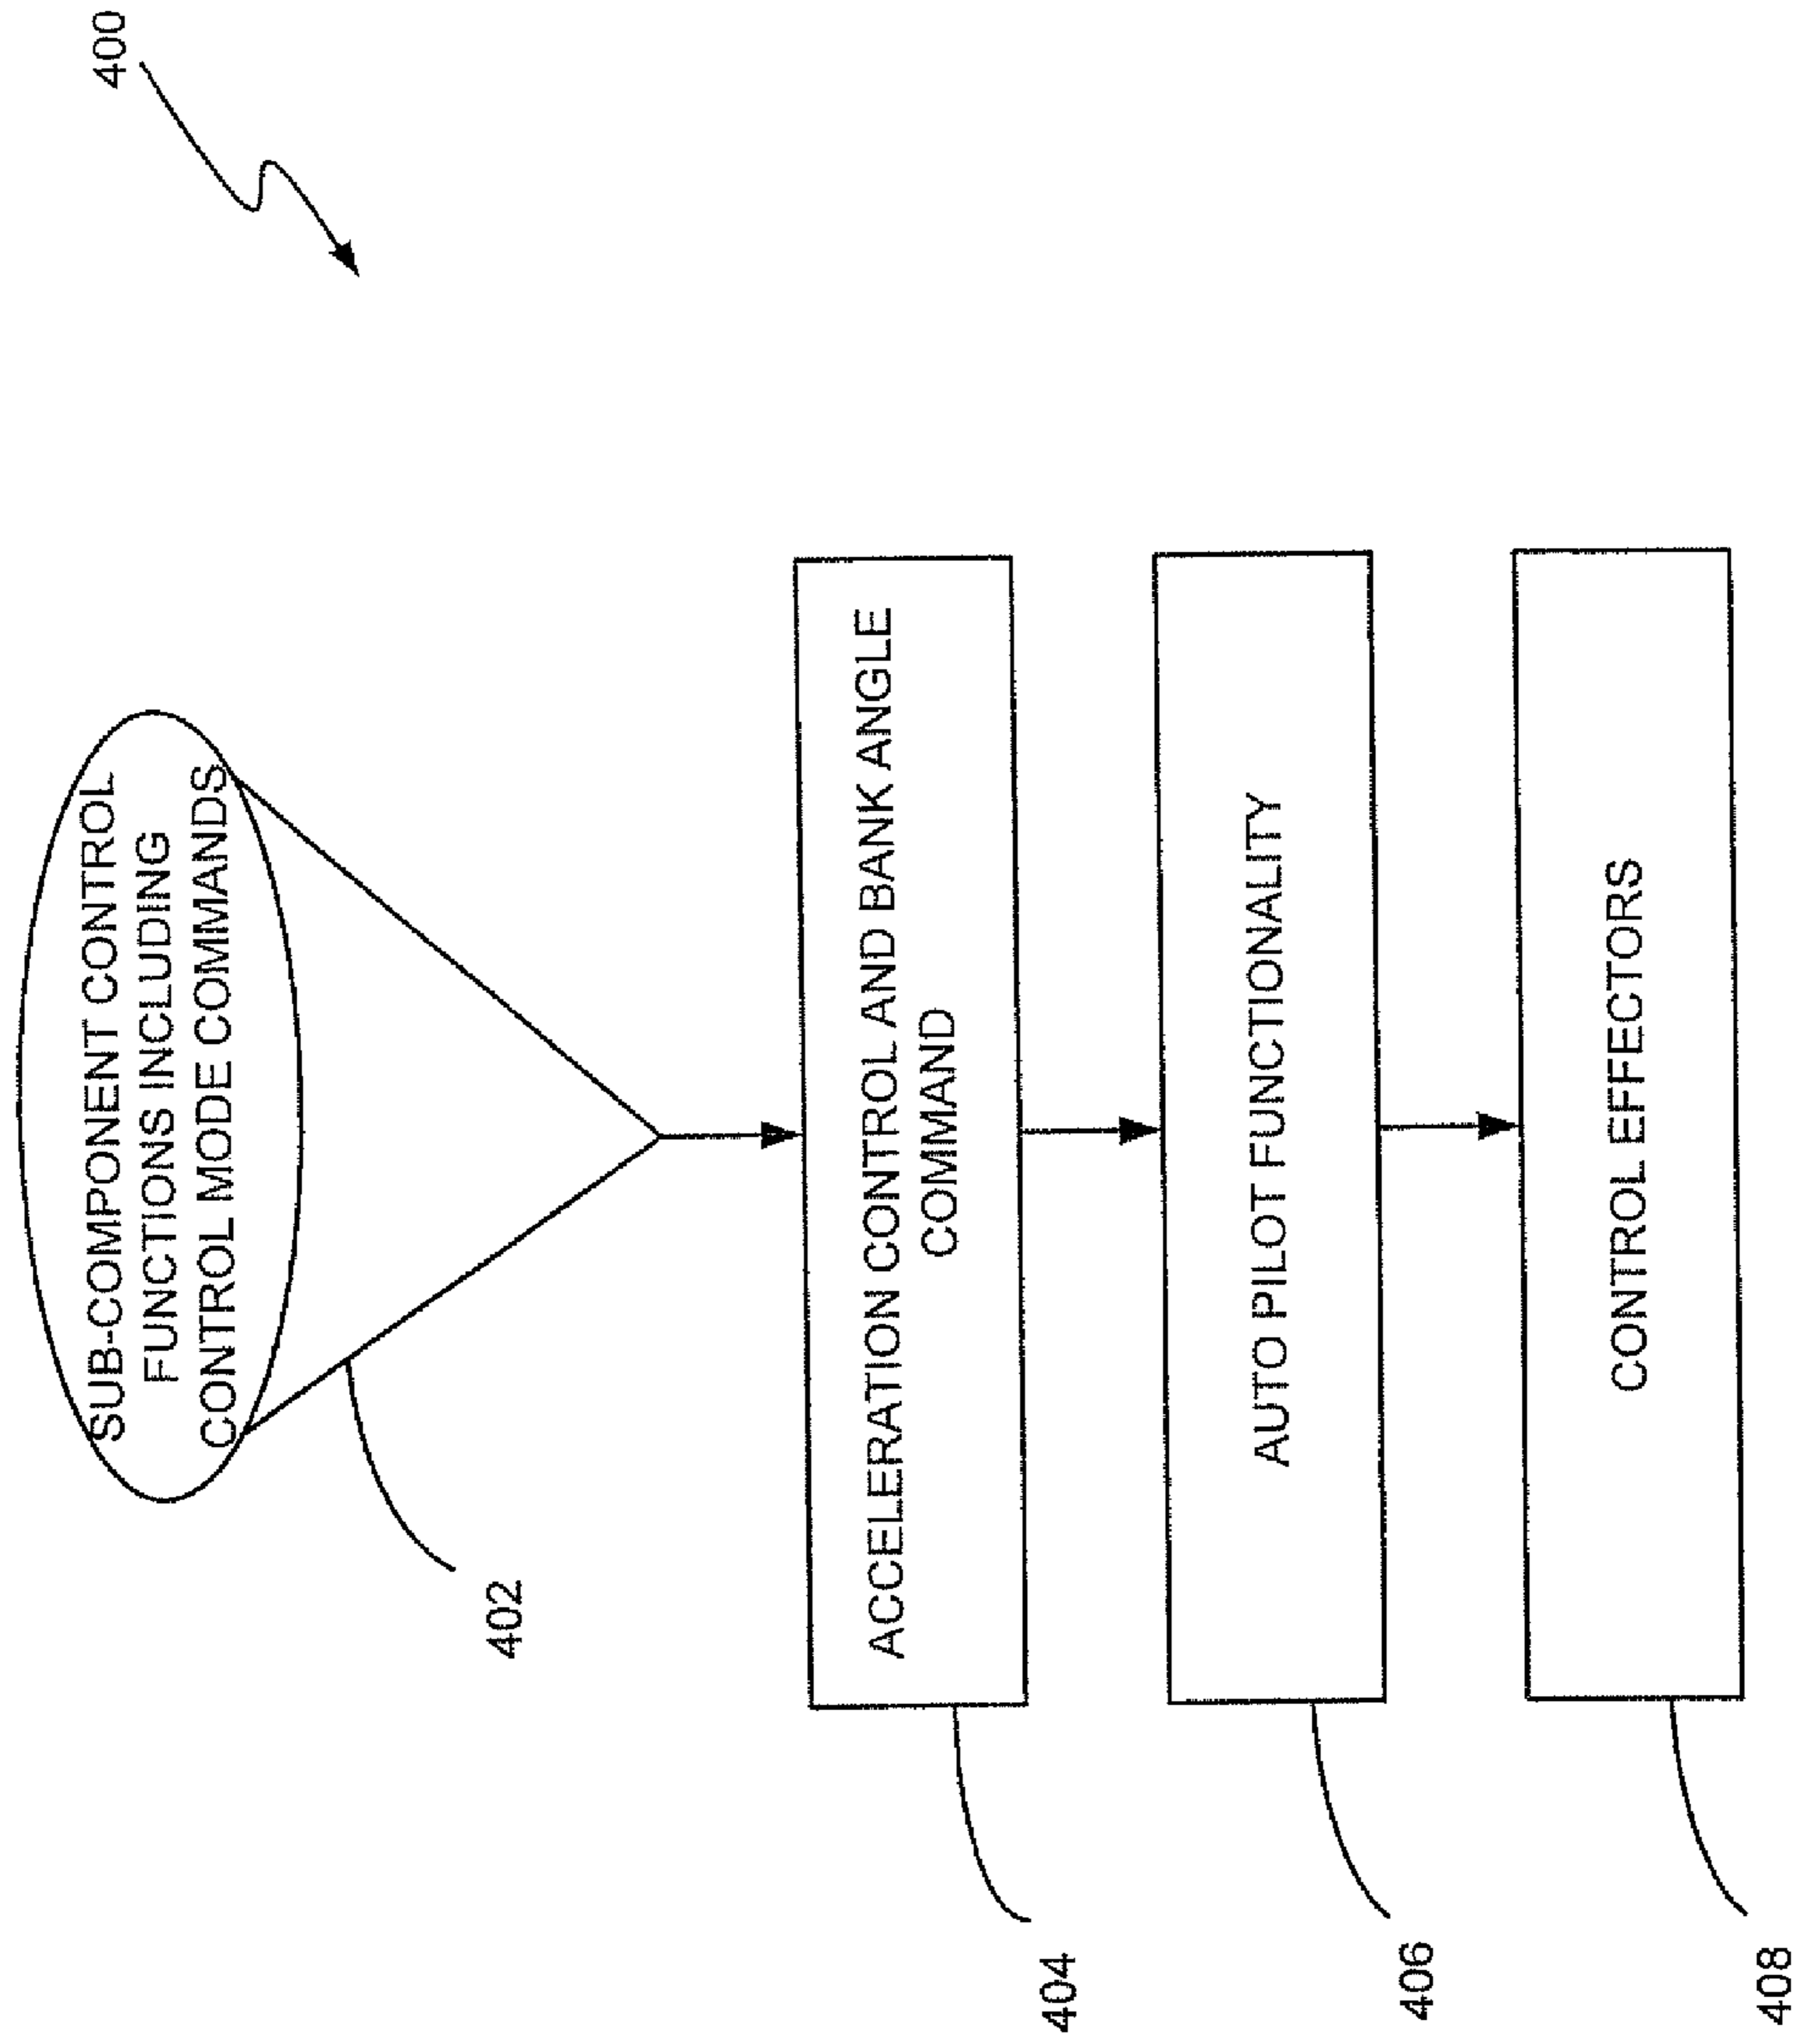 400
SUB-COMPONENT CONTROL
FUNCTIONS INCLUDING
CONTROL MODE COMMANDS
402
ACCELERATION CONTROL AND BANK ANGLE
COMMAND
404
AUTO PILOT FUNCTIONALITY
406
CONTROL EFFECTORS
408